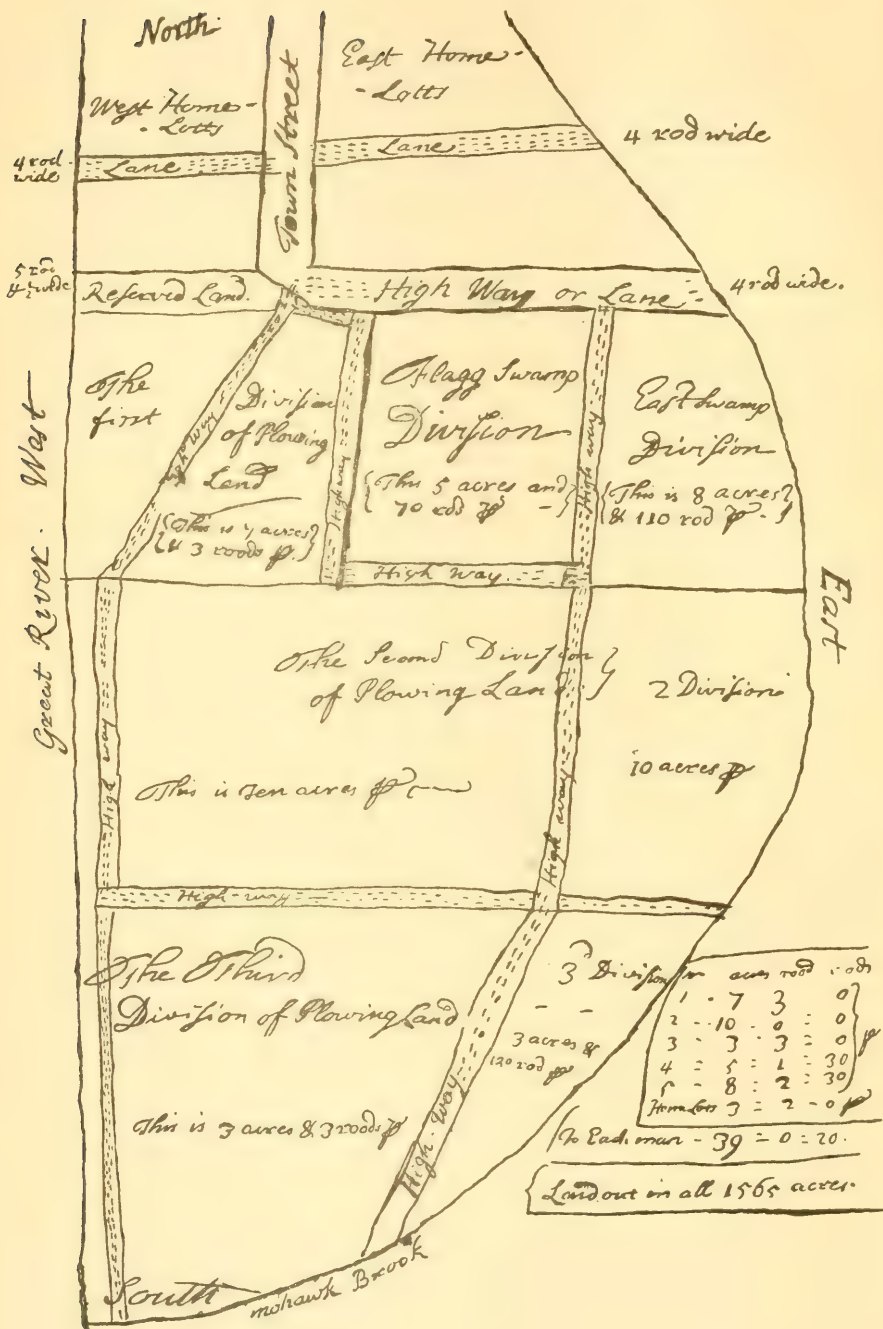 North
East Home-
-Lotts
Town Street
West Home-
-Lotts
4 rod wide
Lane
4 rod
wide
Lane
5 rod
Reserved Land.
High Way or Lane
4 rod wide.
The
first
Division
of Plowing
Land
{This is 7 acres}
{& 3 roods ꝑ.}
High Way
Highway
Flagg Swamp
Division
{This 5 acres and}
{70 rod ꝑ -}
High way
East Swamp
Division
{This is 8 acres}
{& 110 rod ꝑ -}
High Way.
Great River. West
East
The Second Division}
of Plowing Land}
2 Division
This is Ten acres ꝑ
10 acres ꝑ
High way
High way
High way
High-way
The Third
Division of Plowing Land
3d Division
3 acres &
120 rod ꝑ
This is 3 acres & 3 roods ꝑ
High-Way
acres rood rods
1 - 7 3 0
2 - 10 - 0 = 0
3 - 3 - 3 = 0
4 = 5 = 1 = 30
5 - 8 = 2 = 30
Home Lots 3 = 2 - 0 ꝑ
To Each man - 39 = 0 = 20.
Laid out in all 1565 acres.
South
mohawk Brook